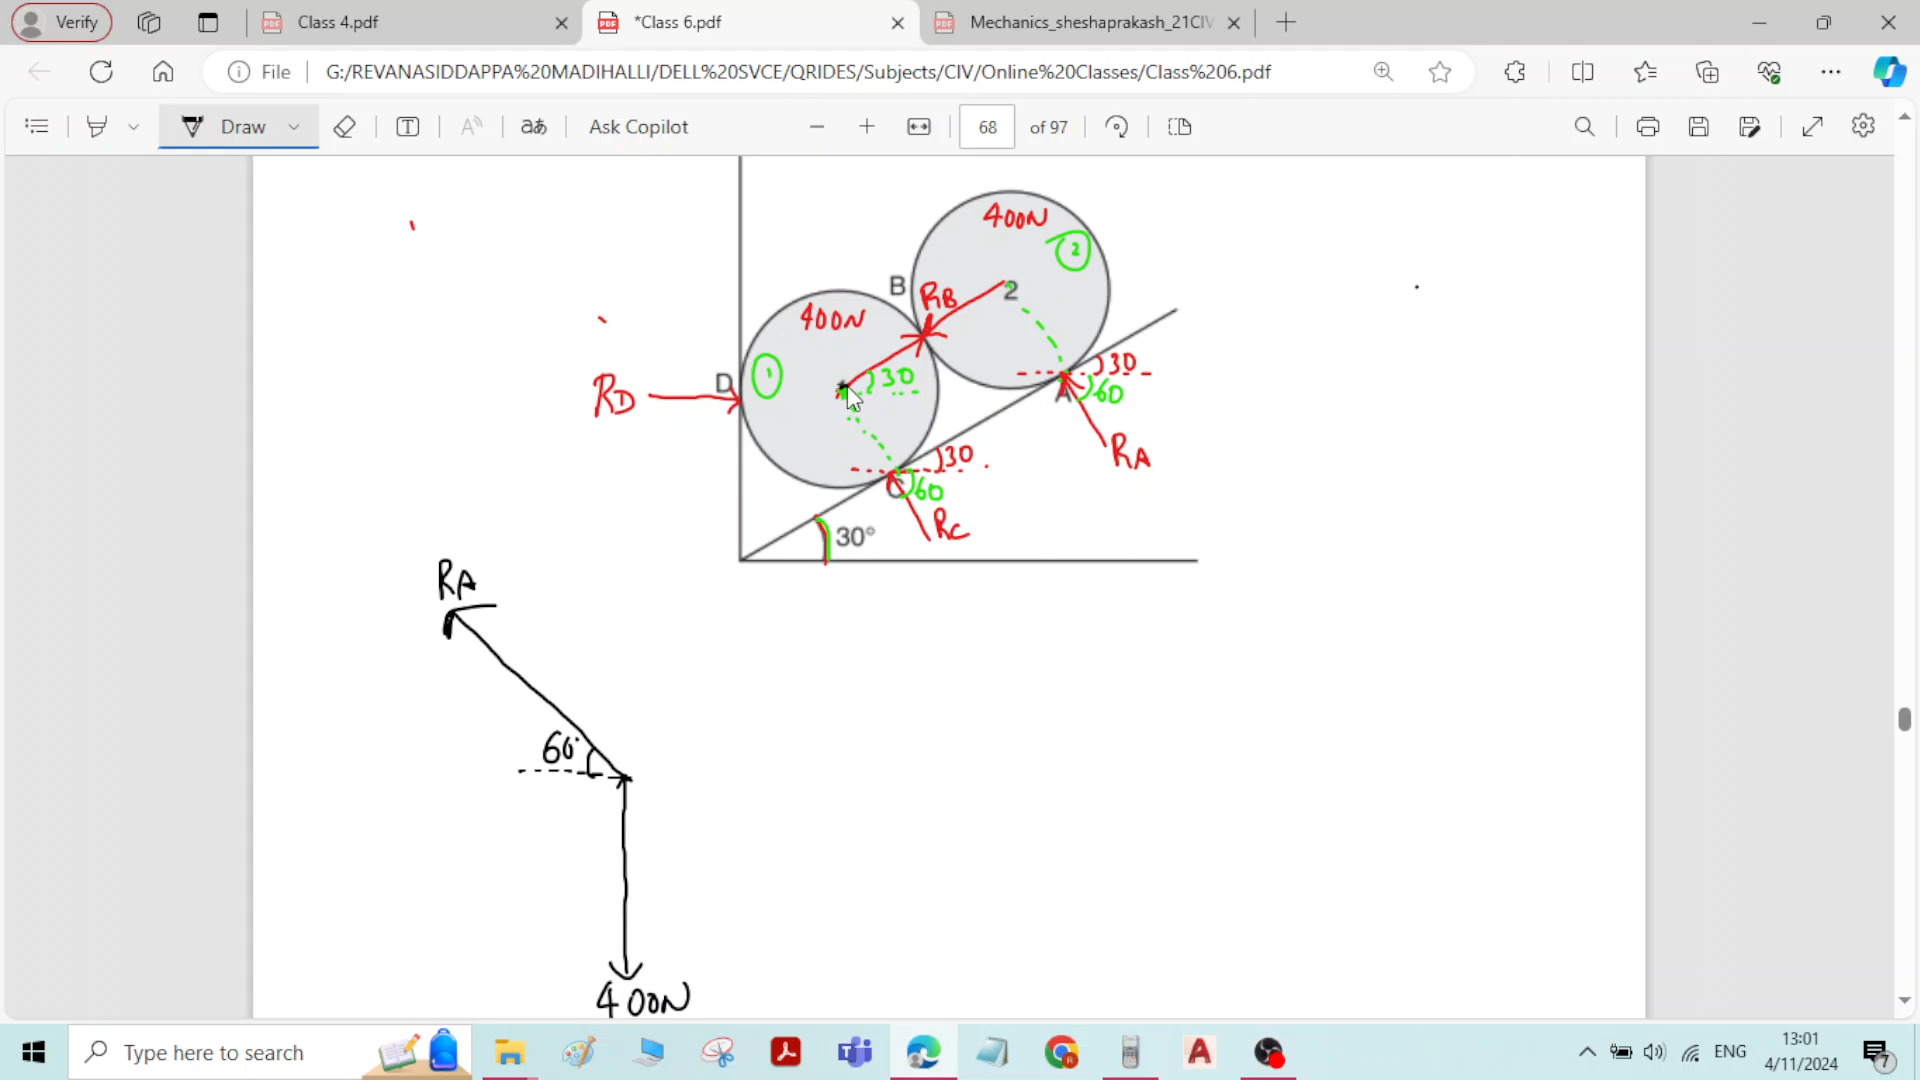 Verify
Class 4.pdf
*Class 6.pdf
Mechanics_sheshaprakash_21CIV
File
G:/REVANASIDDAPPA%20MADIHALLI/DELL%20SVCE/QRIDES/Subjects/CIV/Online%20Classes/Class%206.pdf
Draw
Ask Copilot
68 of 97
400N
2
B RB 2
400N
D 1 30
RD
30
A 60
RA
30
C 60
RC
30°
RA
60°
400N
Type here to search
ENG
13:01
4/11/2024
7